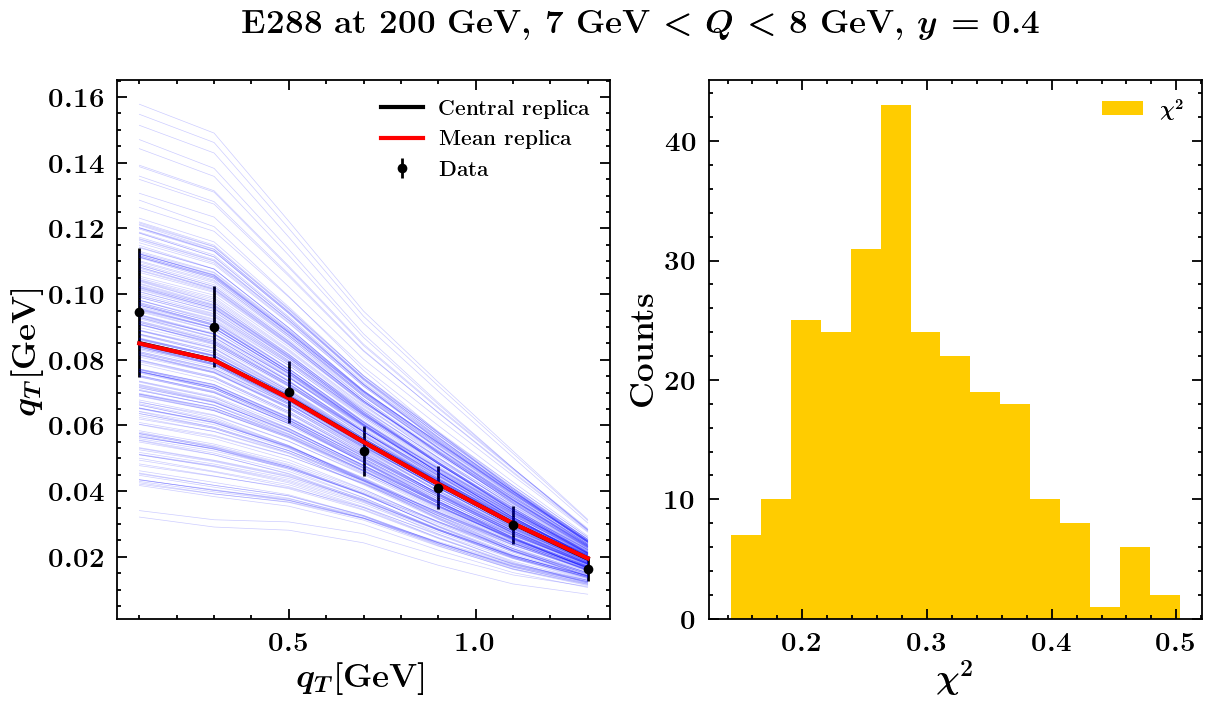 E288 at 200 GeV, 7 GeV < Q < 8 GeV, y = 0.4
q_T[GeV]
0.16
0.14
0.12
0.10
0.08
0.06
0.04
0.02
Central replica
Mean replica
Data
0.5
1.0
q_T[GeV]
Counts
40
30
20
10
0
χ²
0.2
0.3
0.4
0.5
χ²